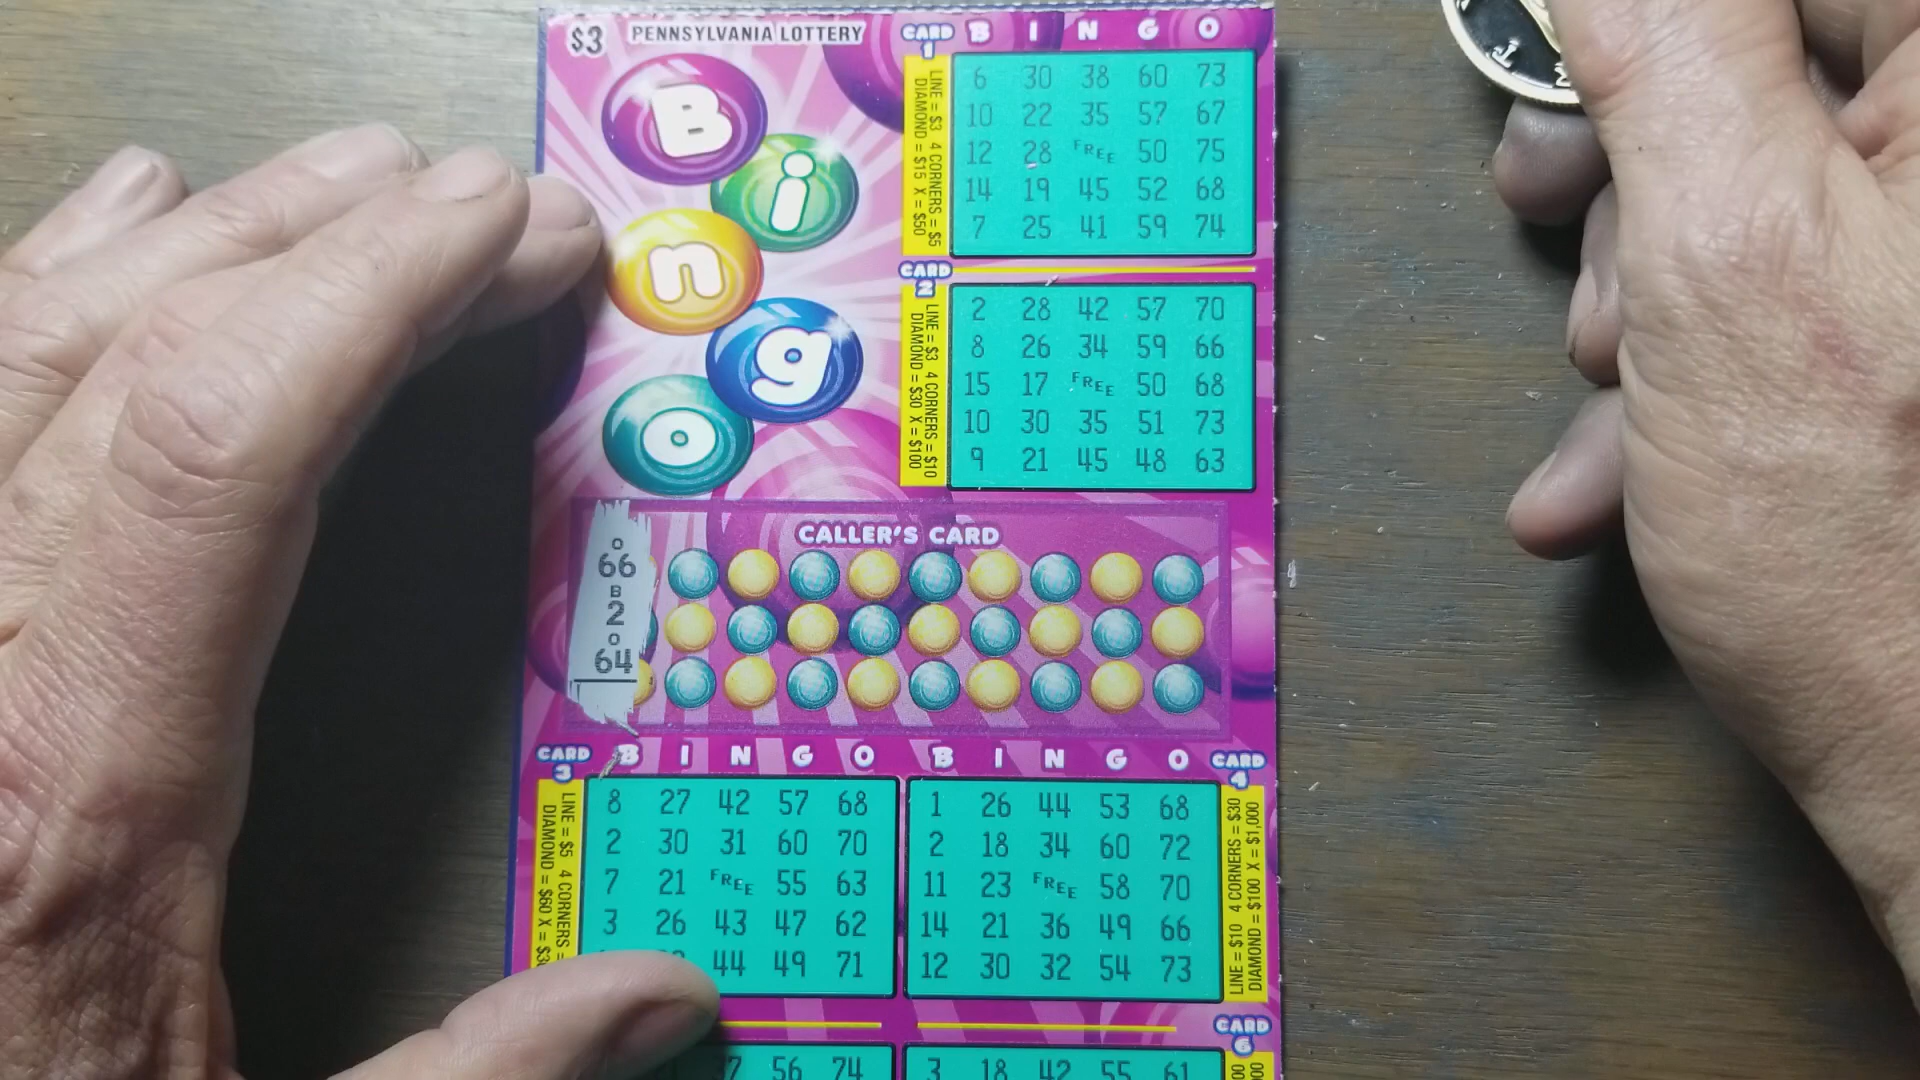 $3 PENNSYLVANIA LOTTERY
B
i
n
g
o
CARD 1
B I N G O
LINE = $3 4 CORNERS = $5
DIAMOND = $15 X = $50
6 30 38 60 73
10 22 35 57 67
12 28 FREE 50 75
14 19 45 52 68
7 25 41 59 74
CARD 2
LINE = $3 4 CORNERS = $10
DIAMOND = $30 X = $100
2 28 42 57 70
8 26 34 59 66
15 17 FREE 50 68
10 30 35 51 73
9 21 45 48 63
CALLER'S CARD
O
66
B
2
O
64
CARD 3
B I N G O
LINE = $5 4 CORNERS =
DIAMOND = $60 X =
8 27 42 57 68
2 30 31 60 70
7 21 FREE 55 63
3 26 43 47 62
44 49 71
B I N G O
CARD 4
1 26 44 53 68
2 18 34 60 72
11 23 FREE 58 70
14 21 36 49 66
12 30 32 54 73
LINE = $10 4 CORNERS = $30
DIAMOND = $100 X = $1,000
56 74
CARD 6
3 18 42 55 61